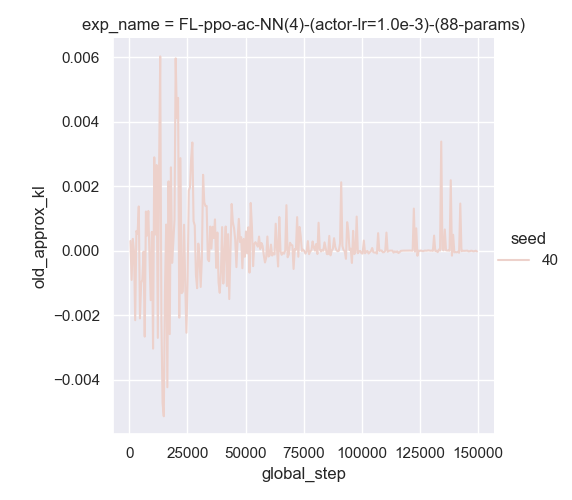 exp_name = FL-ppo-ac-NN(4)-(actor-lr=1.0e-3)-(88-params)
0.006
0.004
0.002
0.000
−0.002
−0.004
old_approx_kl
0 25000 50000 75000 100000 125000 150000
global_step
seed
40